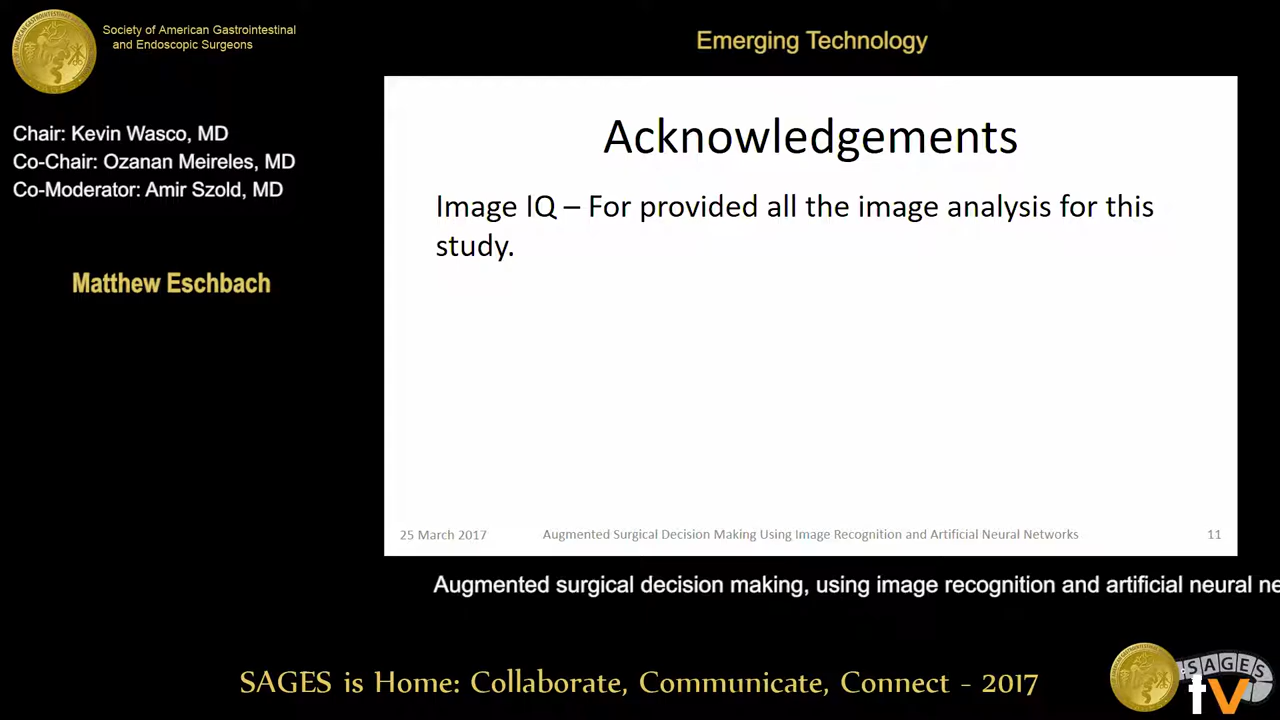 Society of American Gastrointestinal
and Endoscopic Surgeons
Emerging Technology
Chair: Kevin Wasco, MD
Co-Chair: Ozanan Meireles, MD
Co-Moderator: Amir Szold, MD
Matthew Eschbach
Acknowledgements
Image IQ – For provided all the image analysis for this
study.
25 March 2017
Augmented Surgical Decision Making Using Image Recognition and Artificial Neural Networks
11
Augmented surgical decision making, using image recognition and artificial neural ne
SAGES is Home: Collaborate, Communicate, Connect - 2017
SAGES
tv